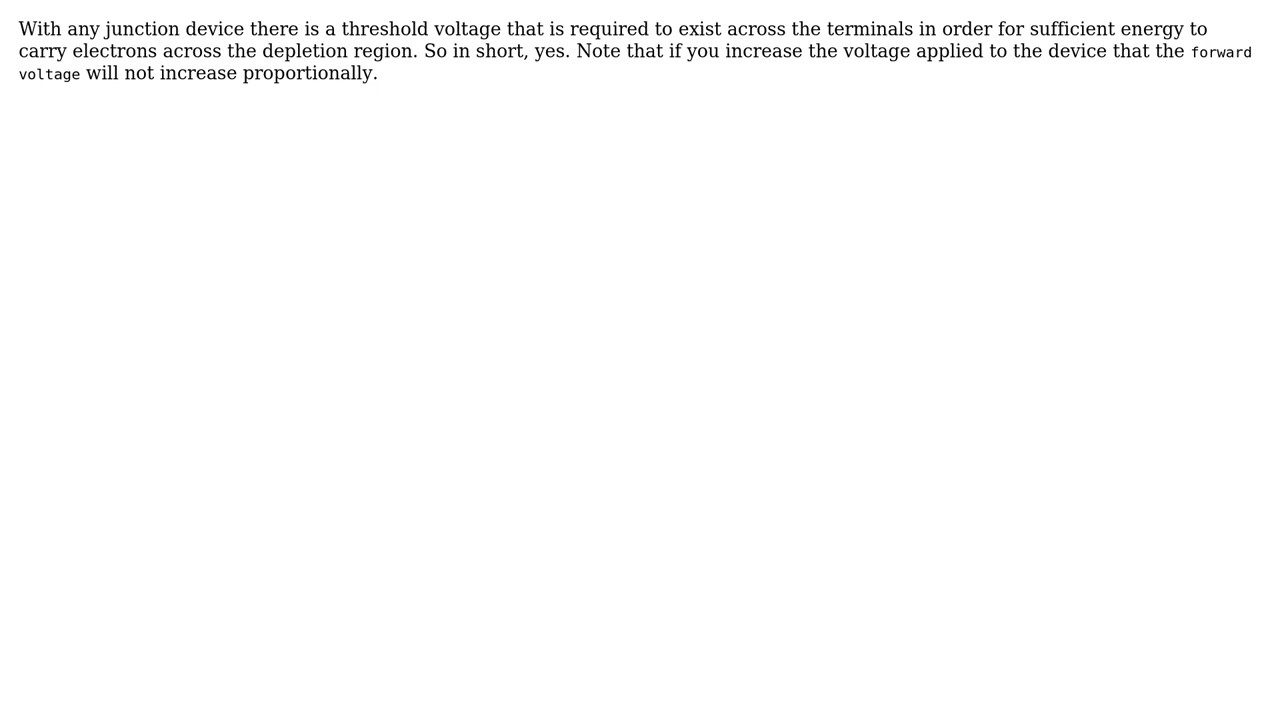 With any junction device there is a threshold voltage that is required to exist across the terminals in order for sufficient energy to
carry electrons across the depletion region. So in short, yes. Note that if you increase the voltage applied to the device that the forward
voltage will not increase proportionally.